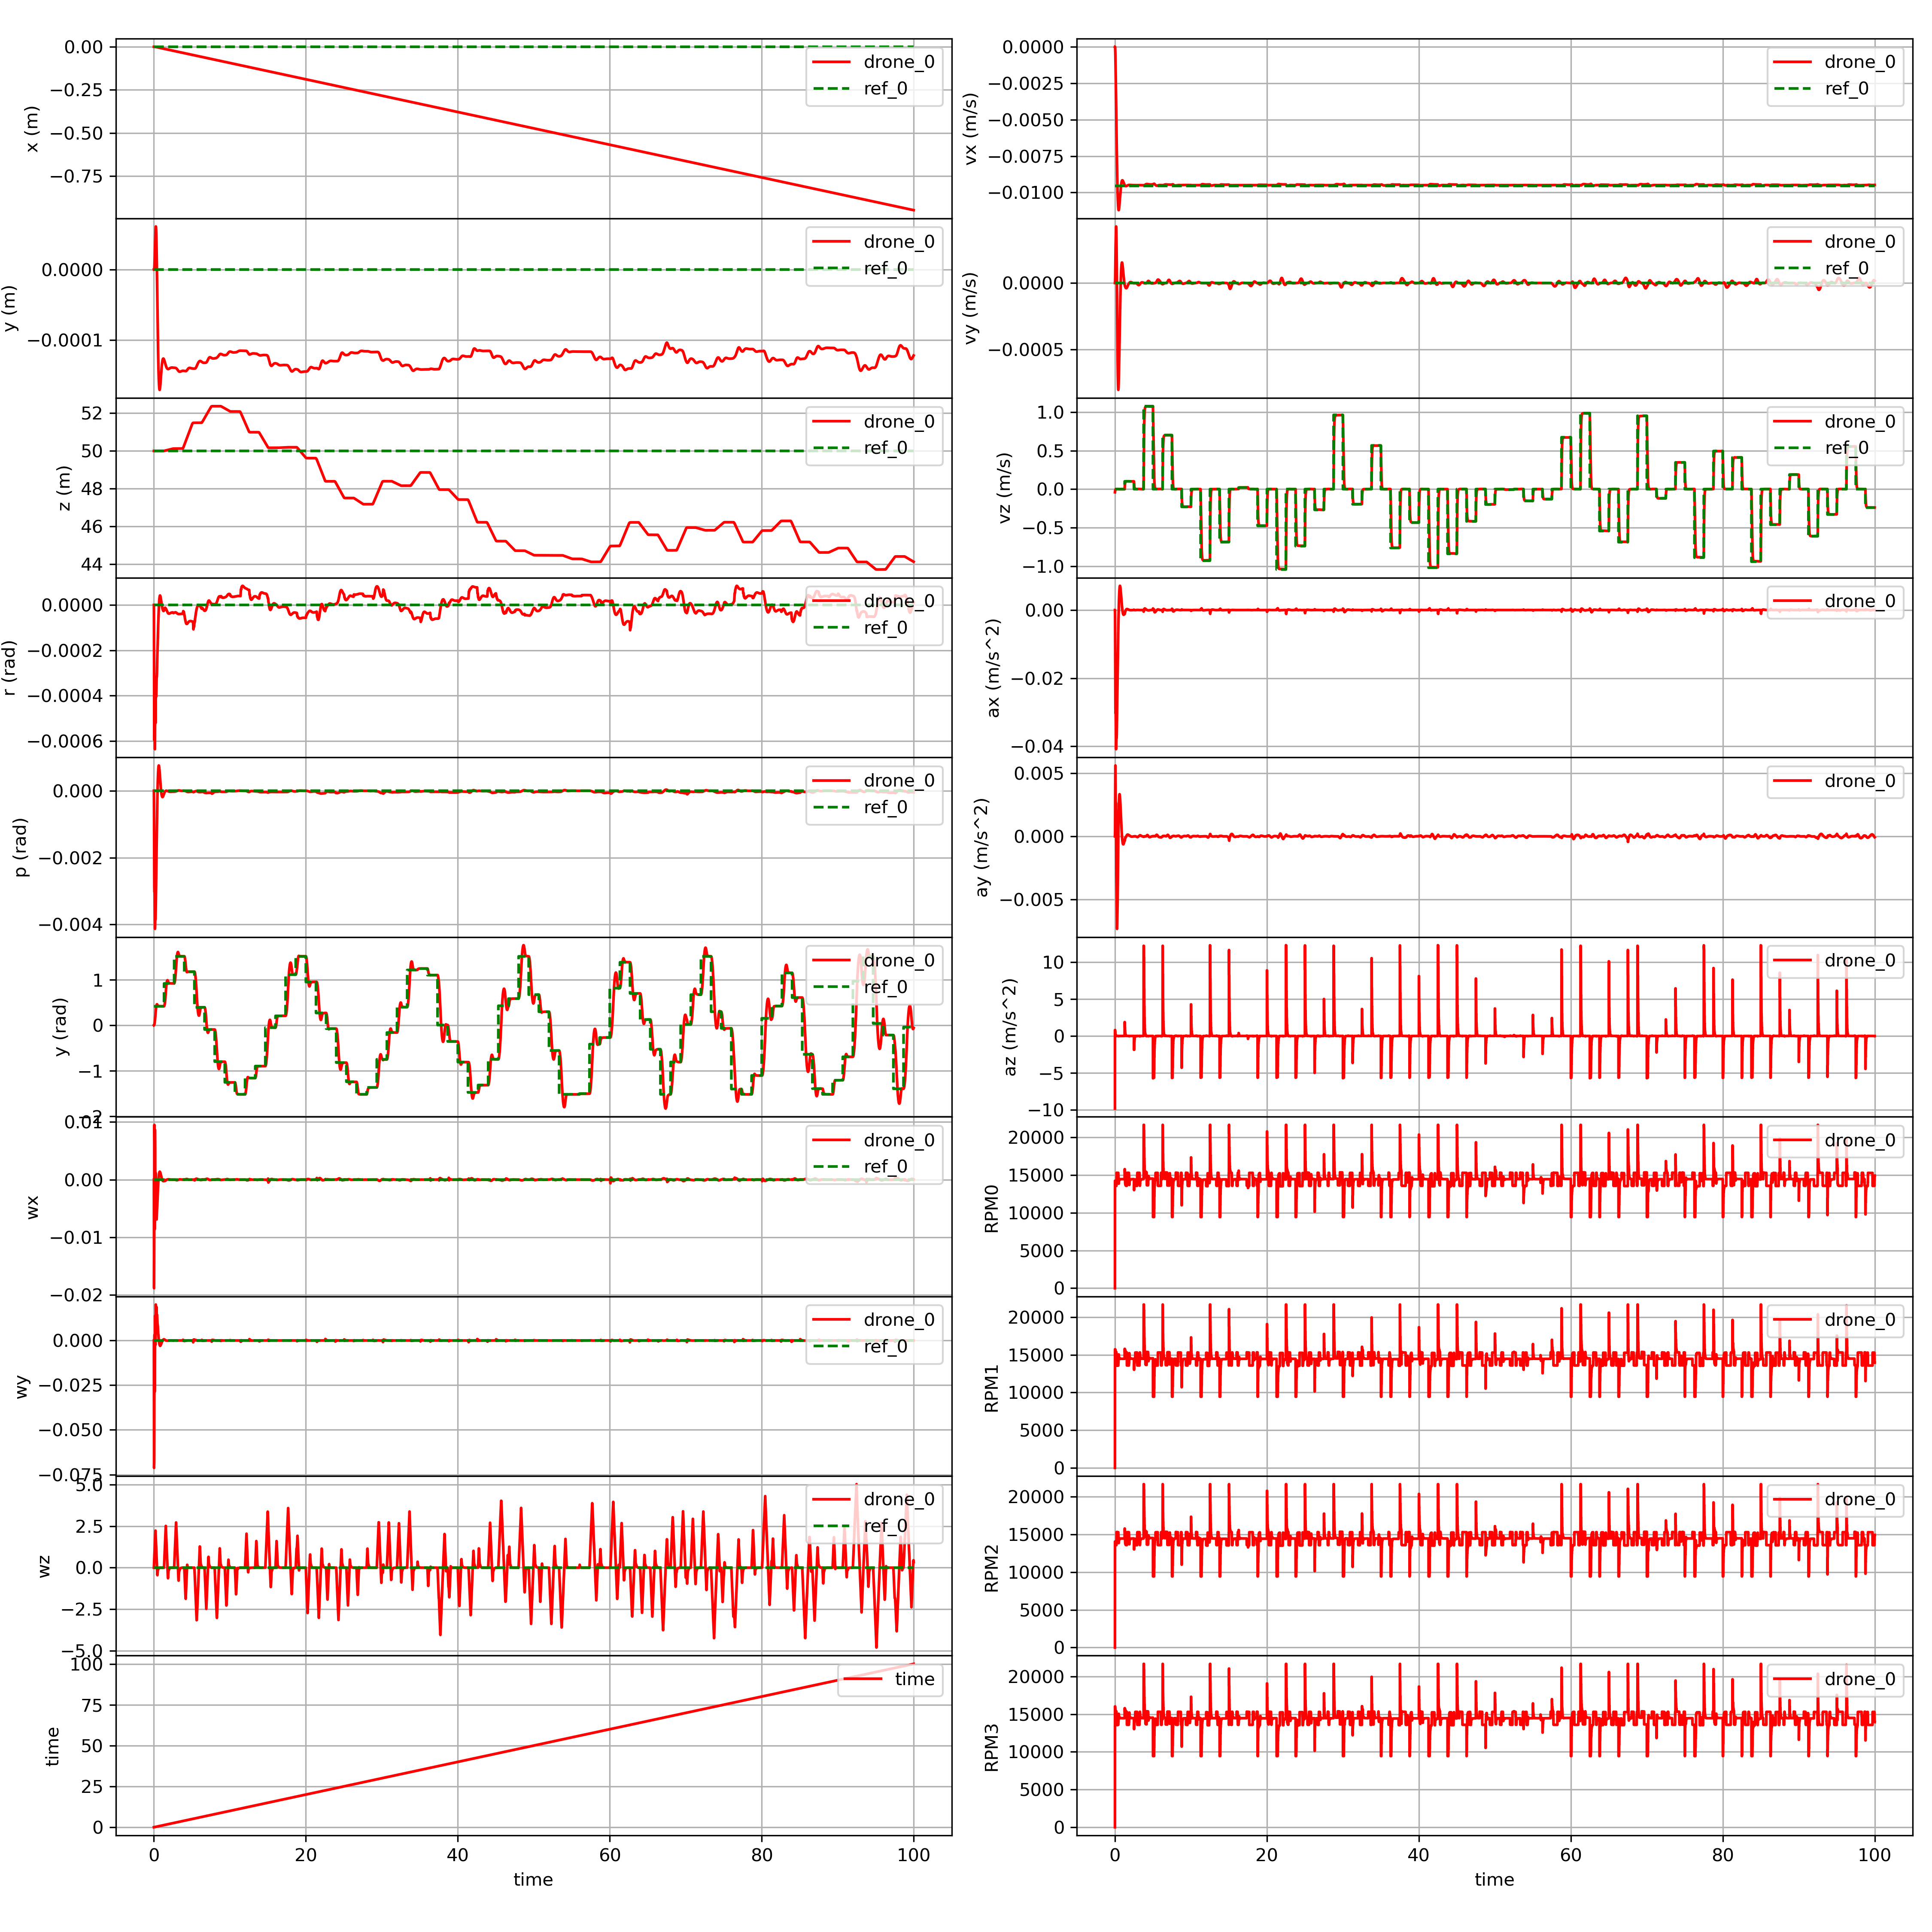 0.00
−0.25
−0.50
−0.75
x (m)
drone_0
ref_0
0.0000
−0.0001
y (m)
drone_0
ref_0
52
50
48
46
44
z (m)
drone_0
ref_0
0.0000
−0.0002
−0.0004
−0.0006
r (rad)
drone_0
ref_0
0.000
−0.002
−0.004
p (rad)
drone_0
ref_0
1
0
−1
−2
y (rad)
drone_0
ref_0
0.01
0.00
−0.01
−0.02
wx
drone_0
ref_0
0.000
−0.025
−0.050
−0.075
wy
drone_0
ref_0
5.0
2.5
0.0
−2.5
−5.0
wz
drone_0
ref_0
100
75
50
25
0
time
time
0 20 40 60 80 100
time
0.0000
−0.0025
−0.0050
−0.0075
−0.0100
vx (m/s)
drone_0
ref_0
0.0000
−0.0005
vy (m/s)
drone_0
ref_0
1.0
0.5
0.0
−0.5
−1.0
vz (m/s)
drone_0
ref_0
0.00
−0.02
−0.04
ax (m/s^2)
drone_0
0.005
0.000
−0.005
ay (m/s^2)
drone_0
10
5
0
−5
−10
az (m/s^2)
drone_0
20000
15000
10000
5000
0
RPM0
drone_0
20000
15000
10000
5000
0
RPM1
drone_0
20000
15000
10000
5000
0
RPM2
drone_0
20000
15000
10000
5000
0
RPM3
drone_0
0 20 40 60 80 100
time